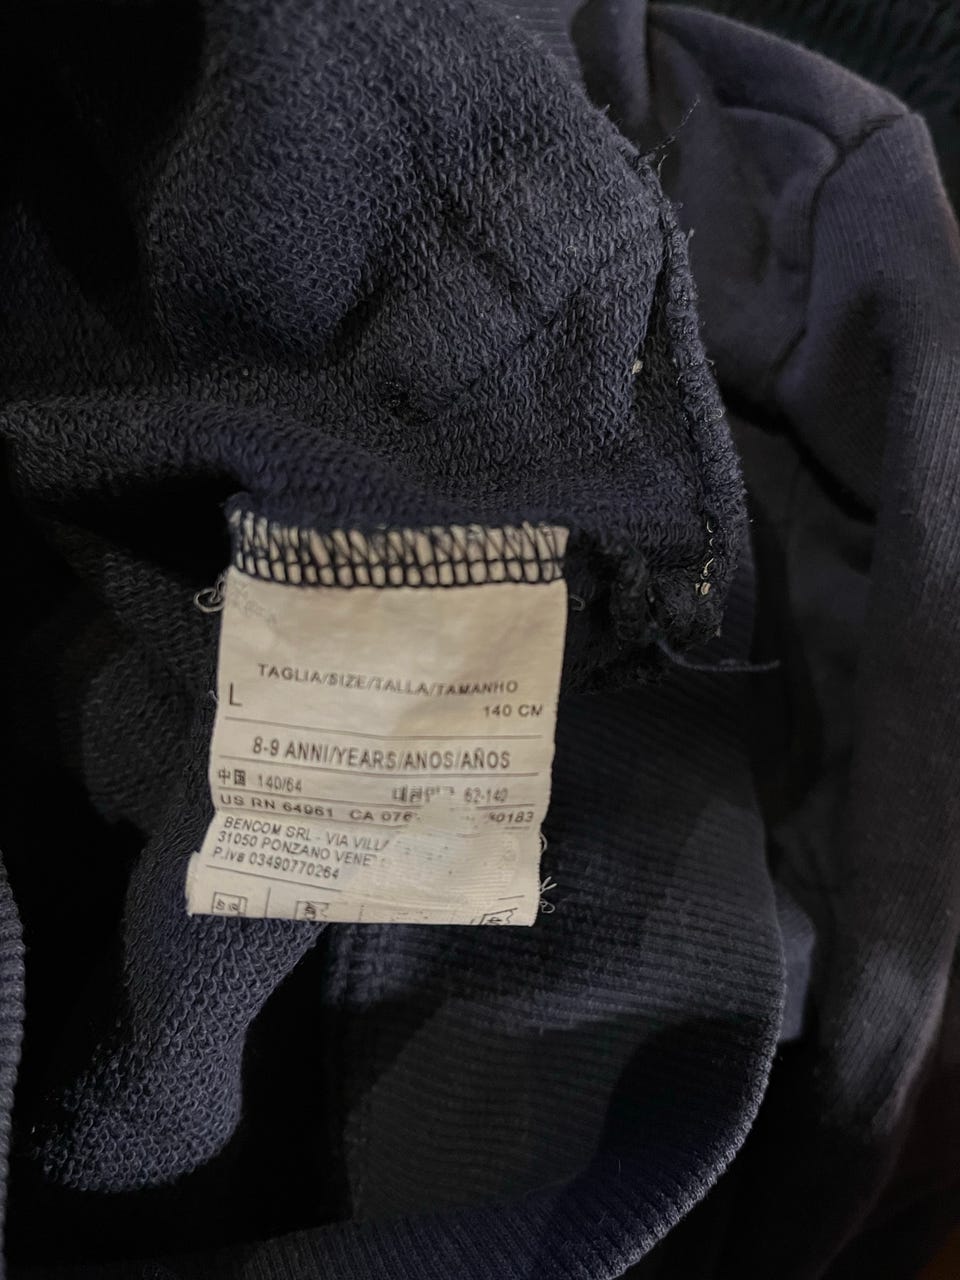 TAGLIA/SIZE/TALLA/TAMANHO
L
140 CM
8-9 ANNI/YEARS/ANOS/AÑOS
中国 140/64 62-140
US RN 64961 CA
BENCOM SRL - VIA
31050 PONZANO
P.iva 03490770264